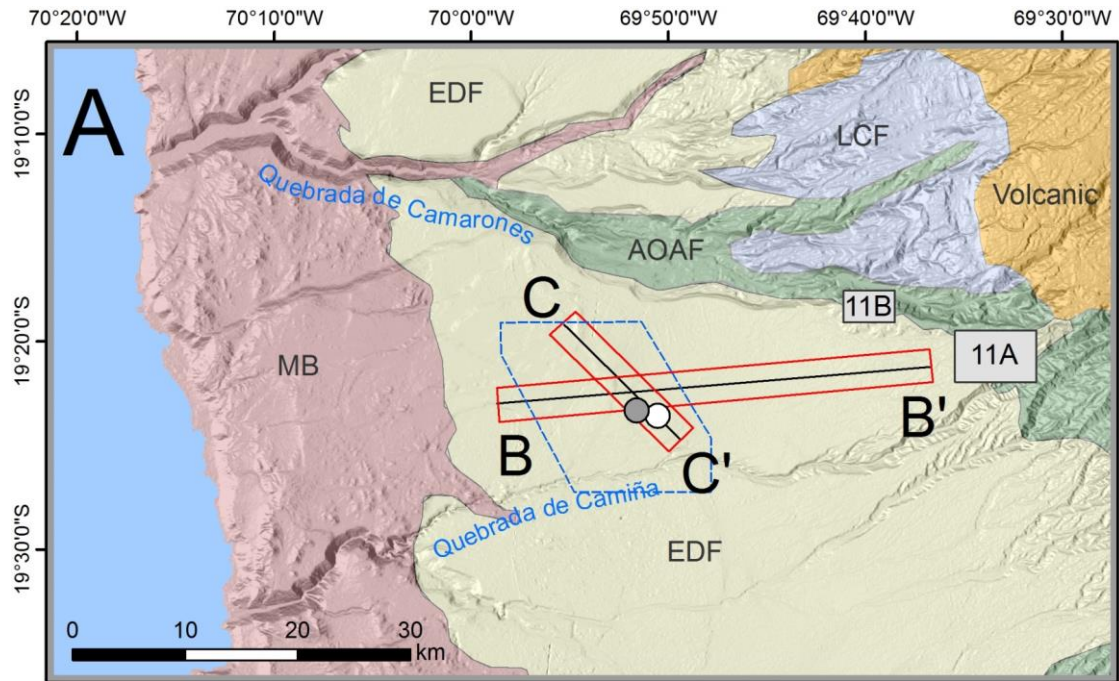 70°20'0"W 70°10'0"W 70°0'0"W 69°50'0"W 69°40'0"W 69°30'0"W
19°10'0"S
19°20'0"S
19°30'0"S
A
EDF
LCF
Volcanic
Quebrada de Camarones
AOAF
11B
11A
C
MB
B'
B
C'
Quebrada de Camiña
EDF
0 10 20 30
km